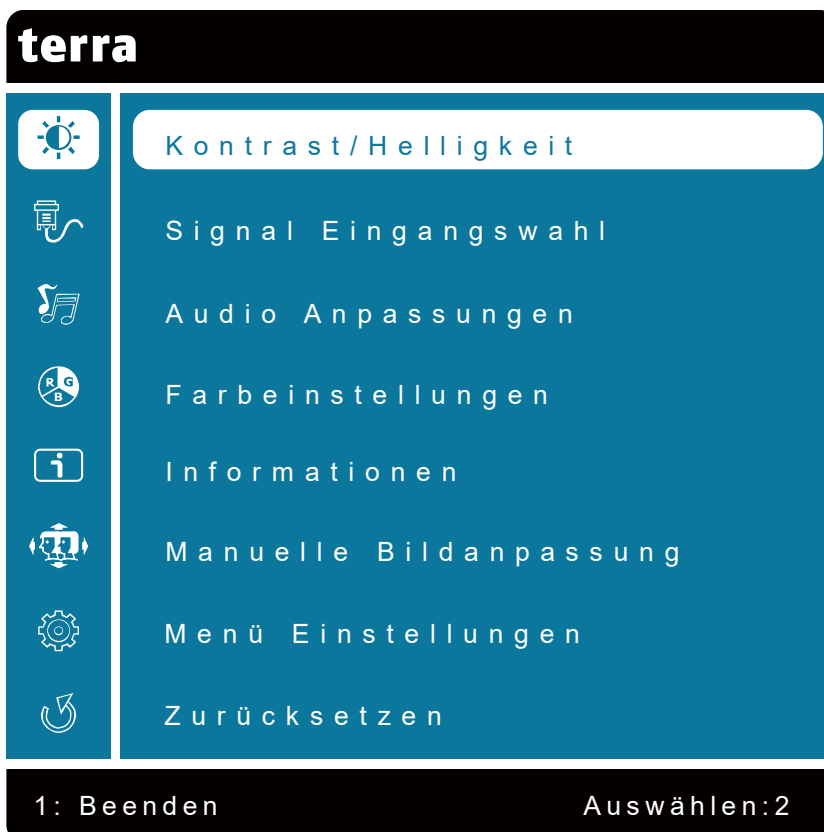 terra
Kontrast/Helligkeit
Signal Eingangswahl
Audio Anpassungen
R G B
Farbeinstellungen
i
Informationen
Manuelle Bildanpassung
Menü Einstellungen
Zurücksetzen
1: Beenden
Auswählen:2